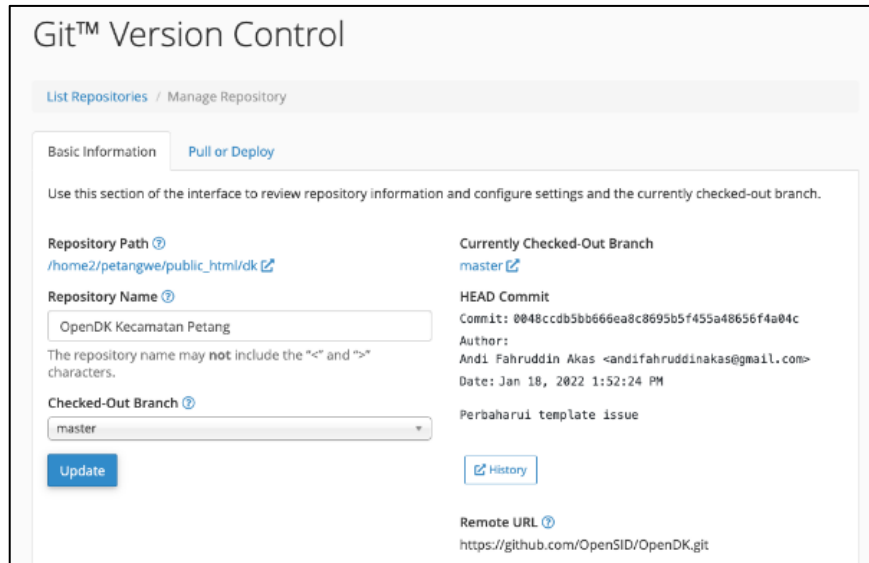 Git™ Version Control
List Repositories / Manage Repository
Basic Information
Pull or Deploy
Use this section of the interface to review repository information and configure settings and the currently checked-out branch.
Repository Path
/home2/petangwe/public_html/dk
Repository Name
OpenDK Kecamatan Petang
The repository name may not include the "<" and ">"
characters.
Checked-Out Branch
master
Update
Currently Checked-Out Branch
master
HEAD Commit
Commit: 0048ccdb5bb666ea8c8695b5f455a48656f4a04c
Author:
Andi Fahruddin Akas <andifahruddinakas@gmail.com>
Date: Jan 18, 2022 1:52:24 PM
Perbaharui template issue
History
Remote URL
https://github.com/OpenSID/OpenDK.git